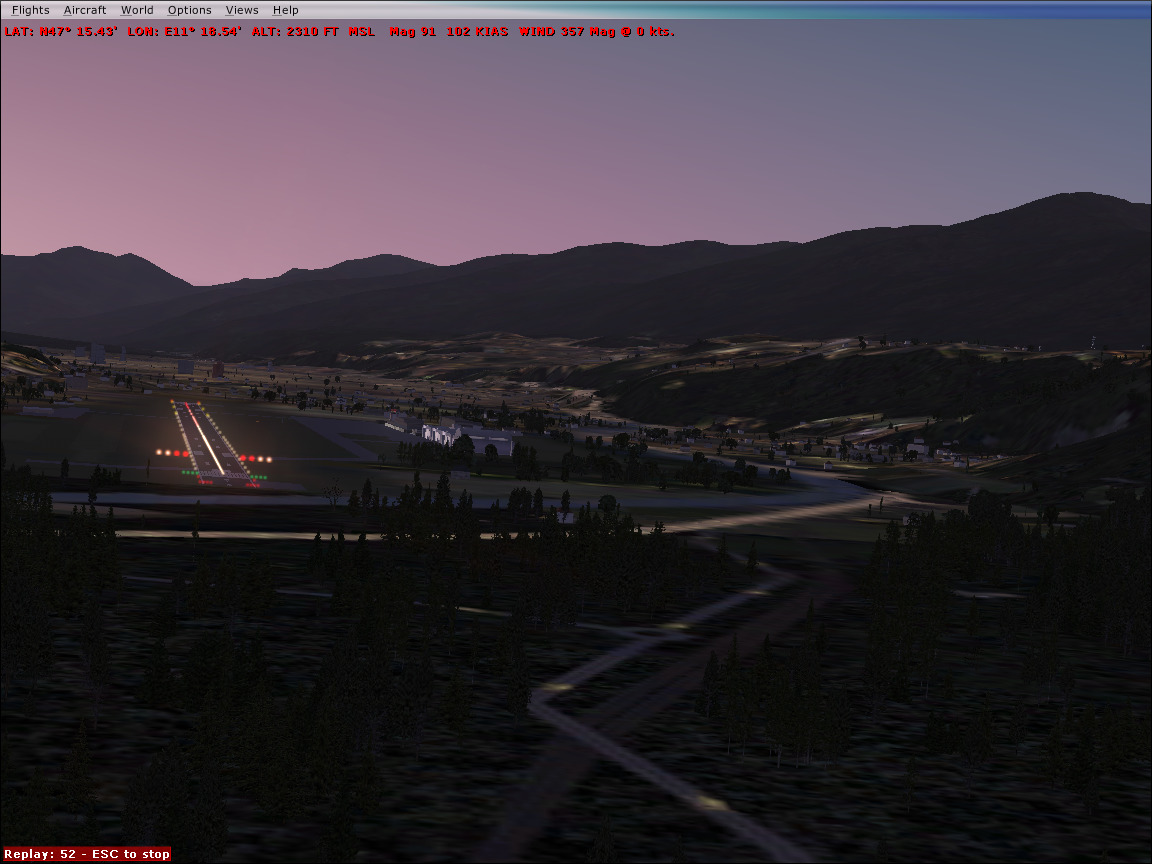 Flights Aircraft World Options Views Help
LAT: N47° 15.43' LON: E11° 18.54' ALT: 2310 FT MSL Mag 91 102 KIAS WIND 357 Mag @ 0 kts.
Replay: 52 - ESC to stop